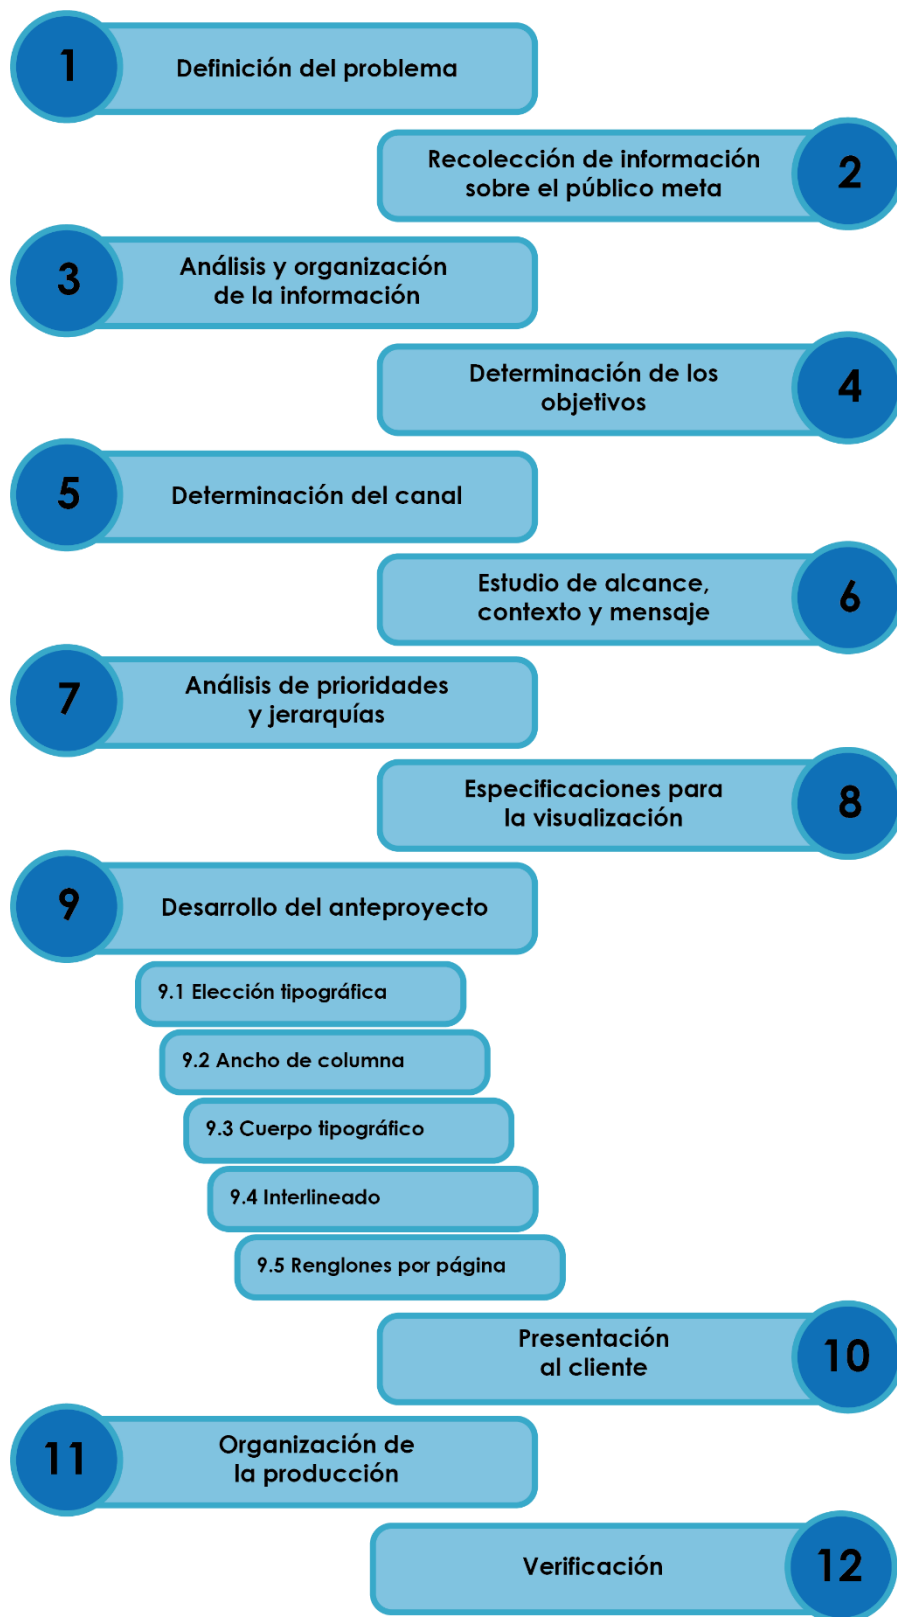 1
Definición del problema
Recolección de información
sobre el público meta
2
3
Análisis y organización
de la información
Determinación de los
objetivos
4
5
Determinación del canal
Estudio de alcance,
contexto y mensaje
6
7
Análisis de prioridades
y jerarquías
Especificaciones para
la visualización
8
9
Desarrollo del anteproyecto
9.1 Elección tipográfica
9.2 Ancho de columna
9.3 Cuerpo tipográfico
9.4 Interlineado
9.5 Renglones por página
Presentación
al cliente
10
11
Organización de
la producción
Verificación
12